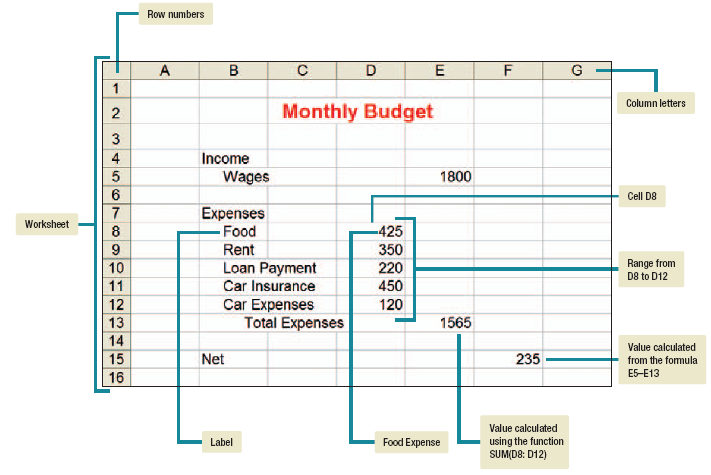 Row numbers
A B C D E F G
1
Column letters
2 Monthly Budget
3
4 Income
5 Wages 1800
6
Cell D8
7 Expenses
Worksheet
8 Food 425
9 Rent 350
Range from
D8 to D12
10 Loan Payment 220
11 Car Insurance 450
12 Car Expenses 120
13 Total Expenses 1565
14
15 Net 235
Value calculated
from the formula
E5–E13
16
Label
Food Expense
Value calculated
using the function
SUM(D8: D12)